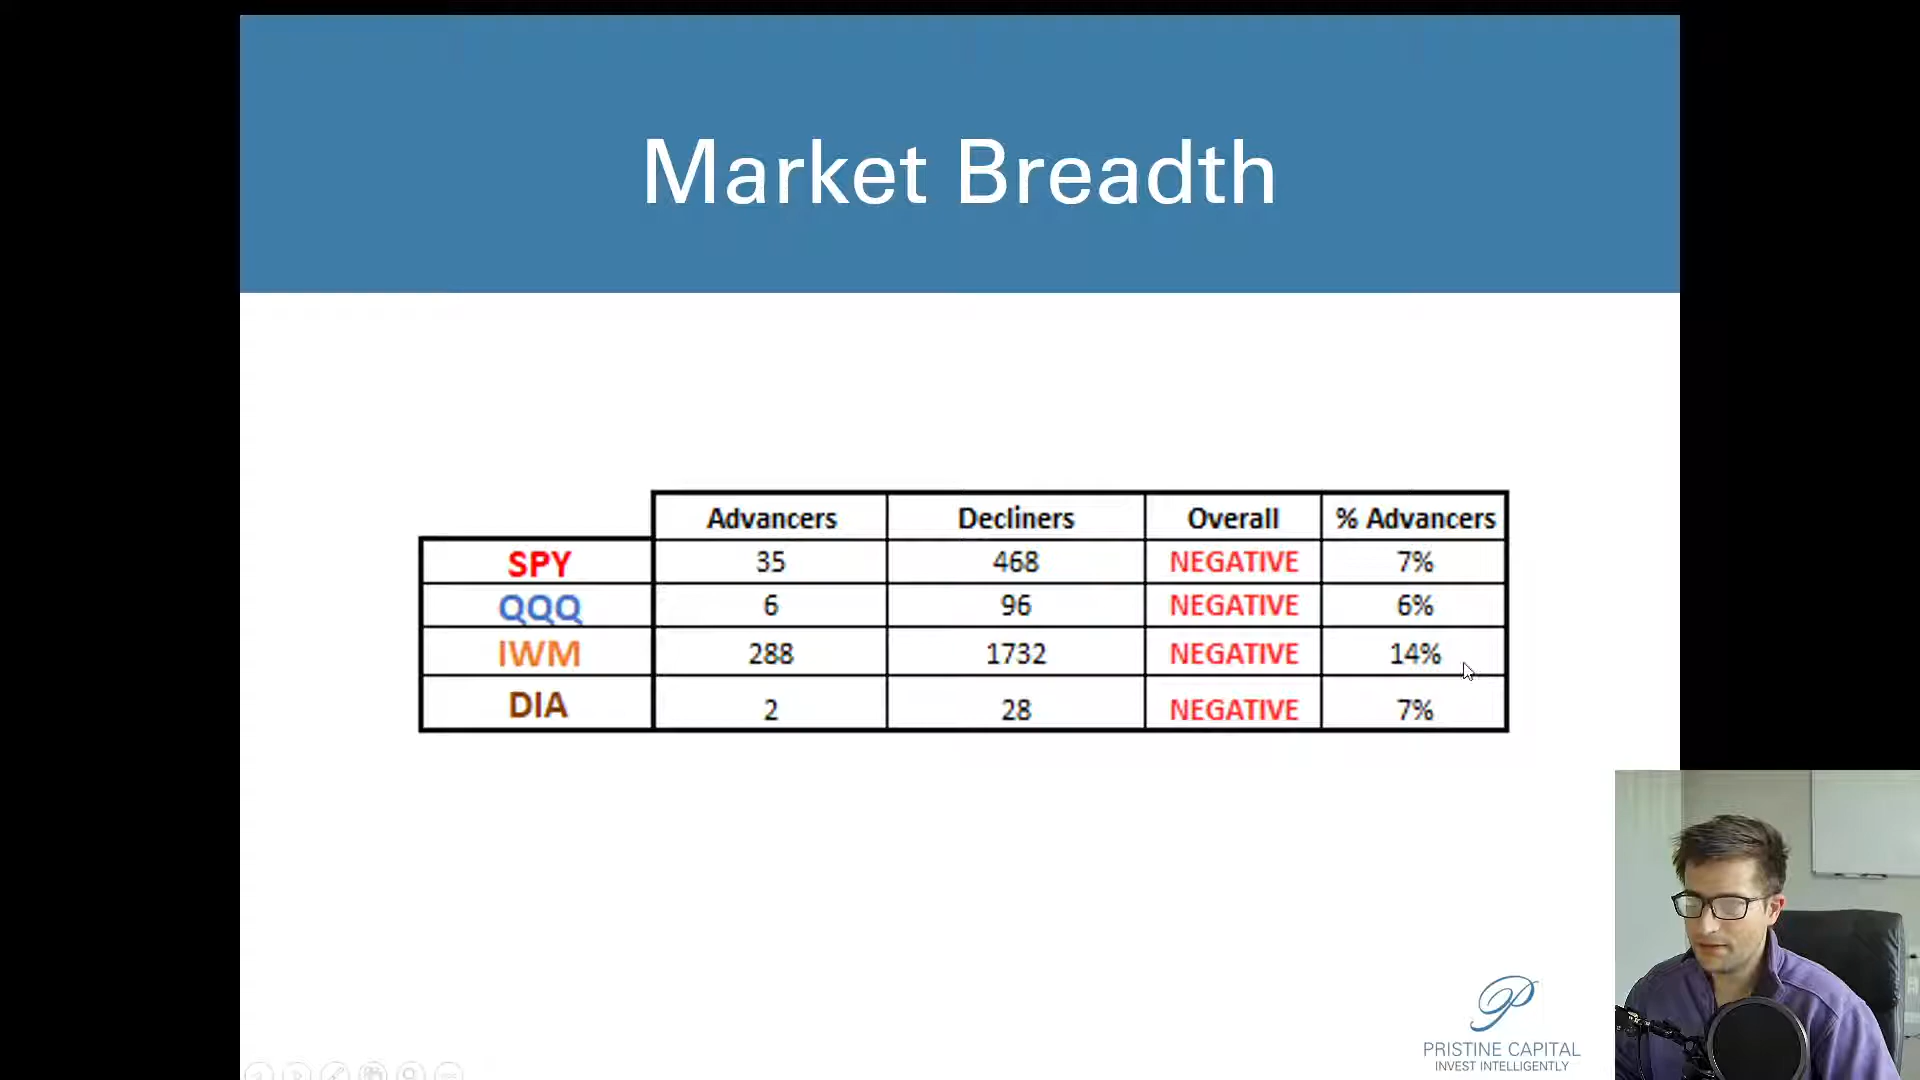 Market Breadth
Advancers Decliners Overall % Advancers
SPY 35 468 NEGATIVE 7%
QQQ 6 96 NEGATIVE 6%
IWM 288 1732 NEGATIVE 14%
DIA 2 28 NEGATIVE 7%
PRISTINE CAPITAL
INVEST INTELLIGENTLY